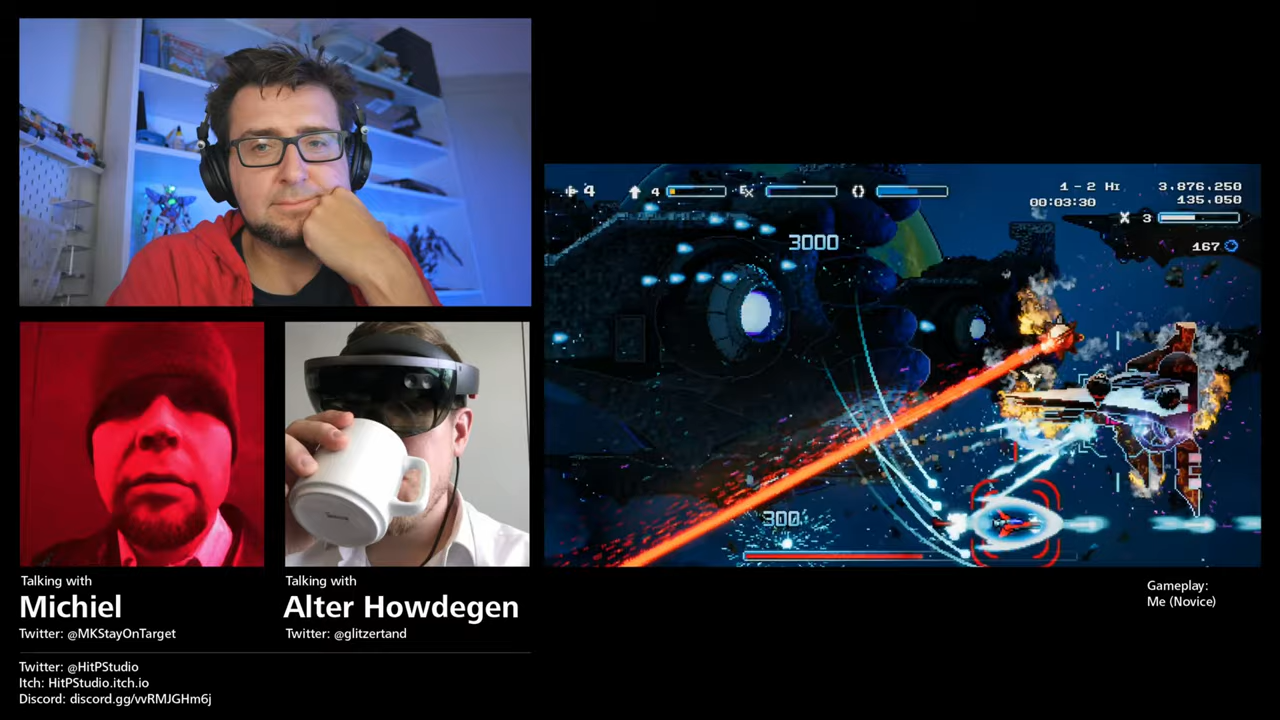 Talking with
Michiel
Twitter: @MKStayOnTarget
Talking with
Alter Howdegen
Twitter: @glitzertand
Twitter: @HitPStudio
Itch: HitPStudio.itch.io
Discord: discord.gg/vvRMJGHm6j
4
4
EX
1-2 HI 3.876.250
00:03:30 135.050
3
167
3000
300
Gameplay:
Me (Novice)